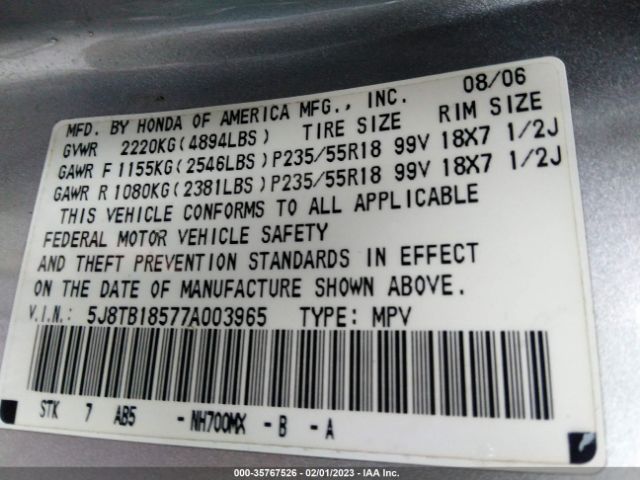 MFD. BY HONDA OF AMERICA MFG., INC. 08/06
GVWR 2220KG(4894LBS) TIRE SIZE RIM SIZE
GAWR F 1155KG(2546LBS)P235/55R18 99V 18X7 1/2J
GAWR R 1080KG(2381LBS)P235/55R18 99V 18X7 1/2J
THIS VEHICLE CONFORMS TO ALL APPLICABLE
FEDERAL MOTOR VEHICLE SAFETY
AND THEFT PREVENTION STANDARDS IN EFFECT
ON THE DATE OF MANUFACTURE SHOWN ABOVE.
V.I.N.: 5J8TB18577A003965 TYPE: MPV
STK 7 AB5 -NH700MX -B -A
000-35767526 - 02/01/2023 - IAA Inc.